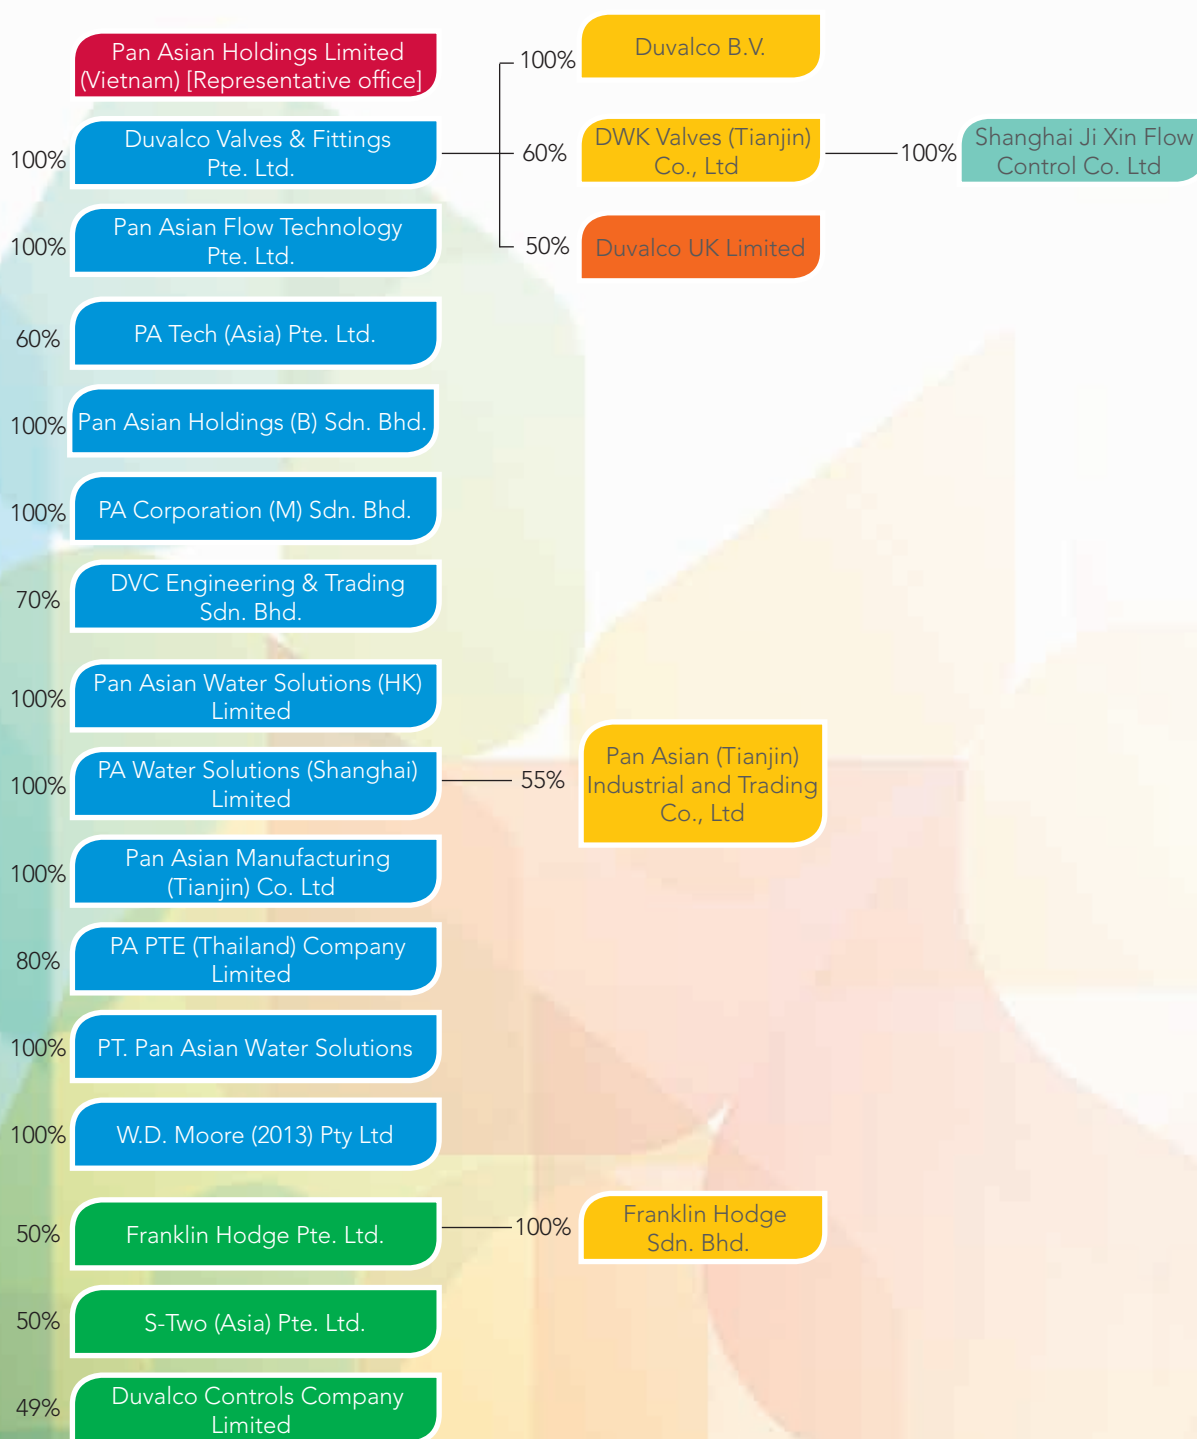 Pan Asian Holdings Limited
(Vietnam) [Representative office]
100%
Duvalco Valves & Fittings
Pte. Ltd.
100%
Duvalco B.V.
60%
DWK Valves (Tianjin)
Co., Ltd
100%
Shanghai Ji Xin Flow
Control Co. Ltd
50%
Duvalco UK Limited
100%
Pan Asian Flow Technology
Pte. Ltd.
60%
PA Tech (Asia) Pte. Ltd.
100%
Pan Asian Holdings (B) Sdn. Bhd.
100%
PA Corporation (M) Sdn. Bhd.
70%
DVC Engineering & Trading
Sdn. Bhd.
100%
Pan Asian Water Solutions (HK)
Limited
100%
PA Water Solutions (Shanghai)
Limited
55%
Pan Asian (Tianjin)
Industrial and Trading
Co., Ltd
100%
Pan Asian Manufacturing
(Tianjin) Co. Ltd
80%
PA PTE (Thailand) Company
Limited
100%
PT. Pan Asian Water Solutions
100%
W.D. Moore (2013) Pty Ltd
50%
Franklin Hodge Pte. Ltd.
100%
Franklin Hodge
Sdn. Bhd.
50%
S-Two (Asia) Pte. Ltd.
49%
Duvalco Controls Company
Limited